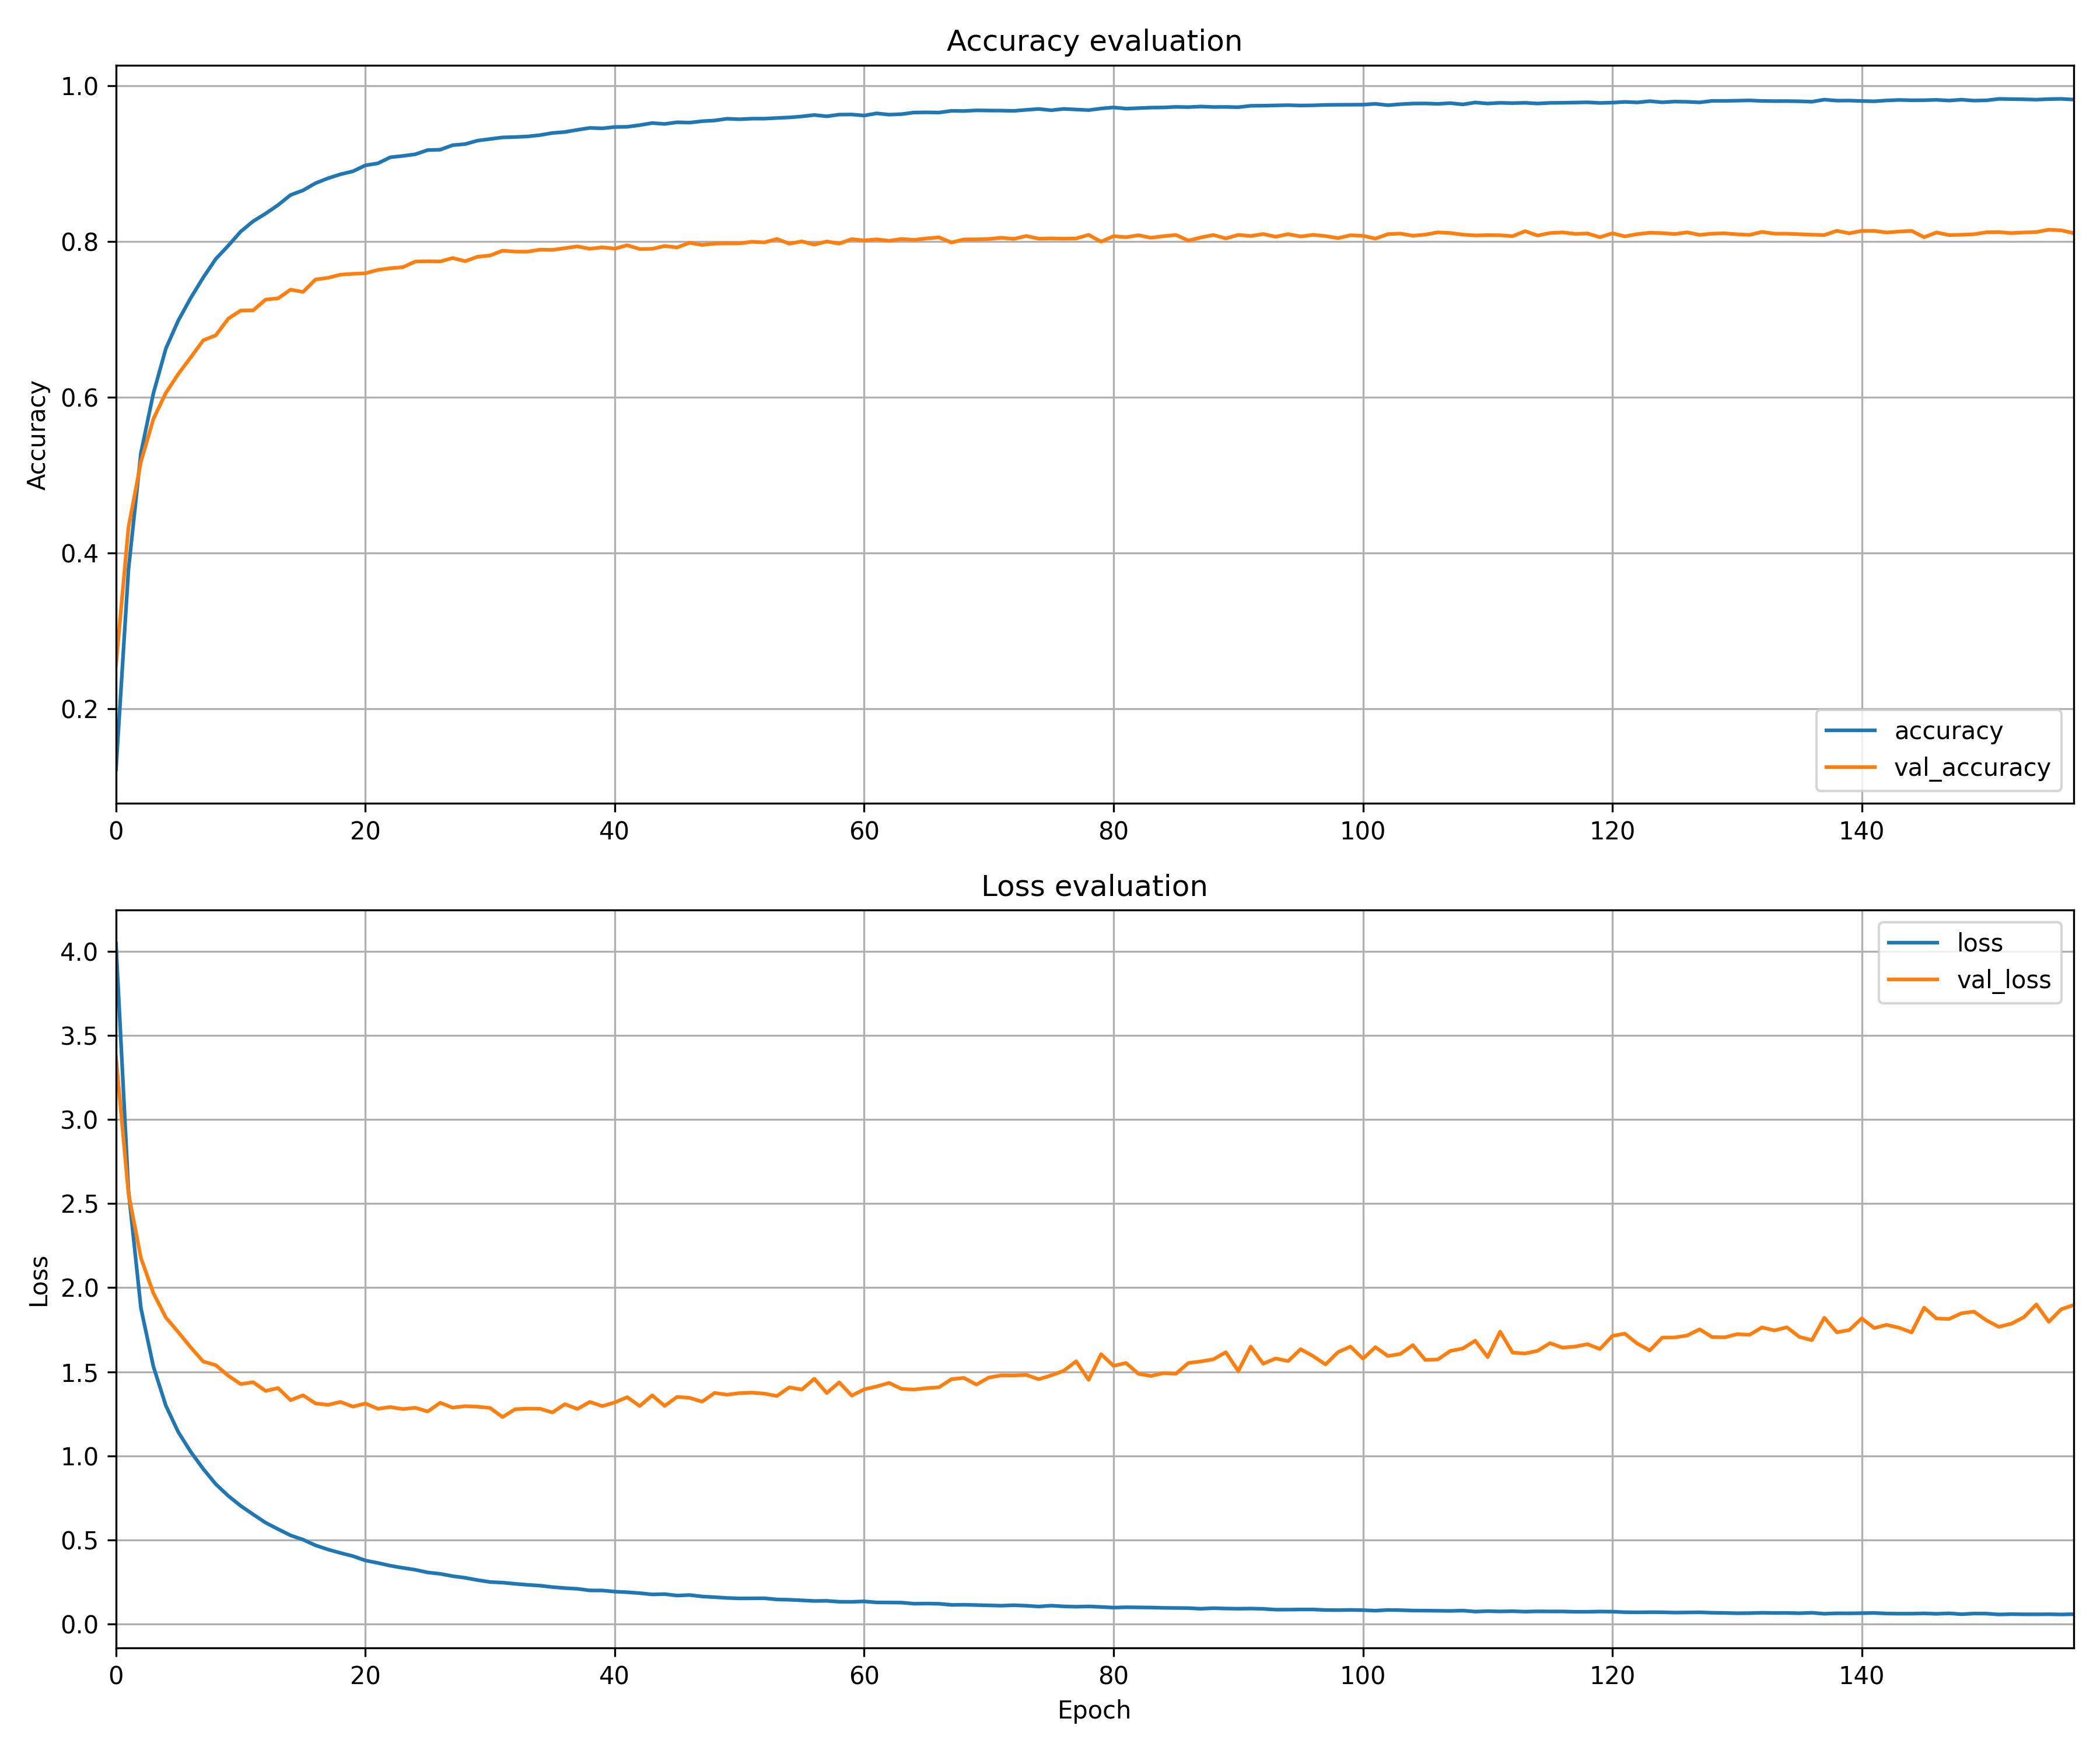 Accuracy evaluation
1.0
0.8
0.6
0.4
0.2
Accuracy
accuracy
val_accuracy
0 20 40 60 80 100 120 140
Loss evaluation
4.0
3.5
3.0
2.5
2.0
1.5
1.0
0.5
0.0
Loss
loss
val_loss
0 20 40 60 80 100 120 140
Epoch